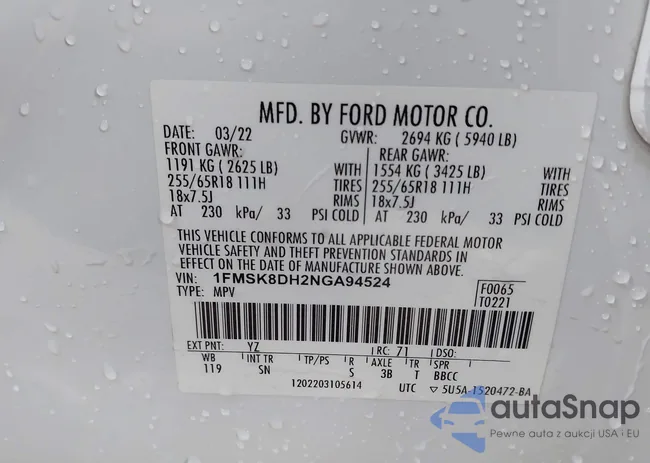 MFD. BY FORD MOTOR CO.
DATE: 03/22 GVWR: 2694 KG ( 5940 LB)
FRONT GAWR: REAR GAWR:
1191 KG ( 2625 LB) WITH 1554 KG ( 3425 LB) WITH
255/65R18 111H TIRES 255/65R18 111H TIRES
18x7.5J RIMS 18x7.5J RIMS
AT 230 kPa/ 33 PSI COLD AT 230 kPa/ 33 PSI COLD
THIS VEHICLE CONFORMS TO ALL APPLICABLE FEDERAL MOTOR
VEHICLE SAFETY AND THEFT PREVENTION STANDARDS IN
EFFECT ON THE DATE OF MANUFACTURE SHOWN ABOVE.
VIN: 1FMSK8DH2NGA94524 F0065
TYPE: MPV T0221
EXT PNT: YZ RC: 71 DSO:
WB INT TR TP/PS R AXLE TR SPR
119 SN S 3B T BBCC
1202203105614 UTC ▽ 5U5A-1520472-BA
autaSnap
Pewne auta z aukcji USA i EU